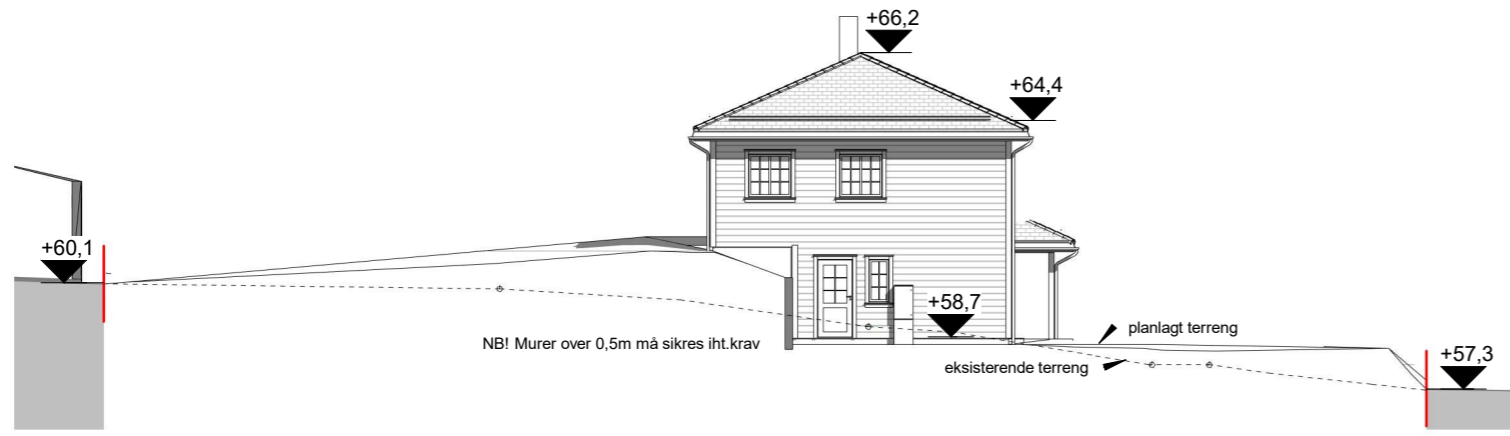 +66,2
+64,4
+60,1
+58,7
planlagt terreng
NB! Murer over 0,5m må sikres iht.krav
eksisterende terreng
+57,3